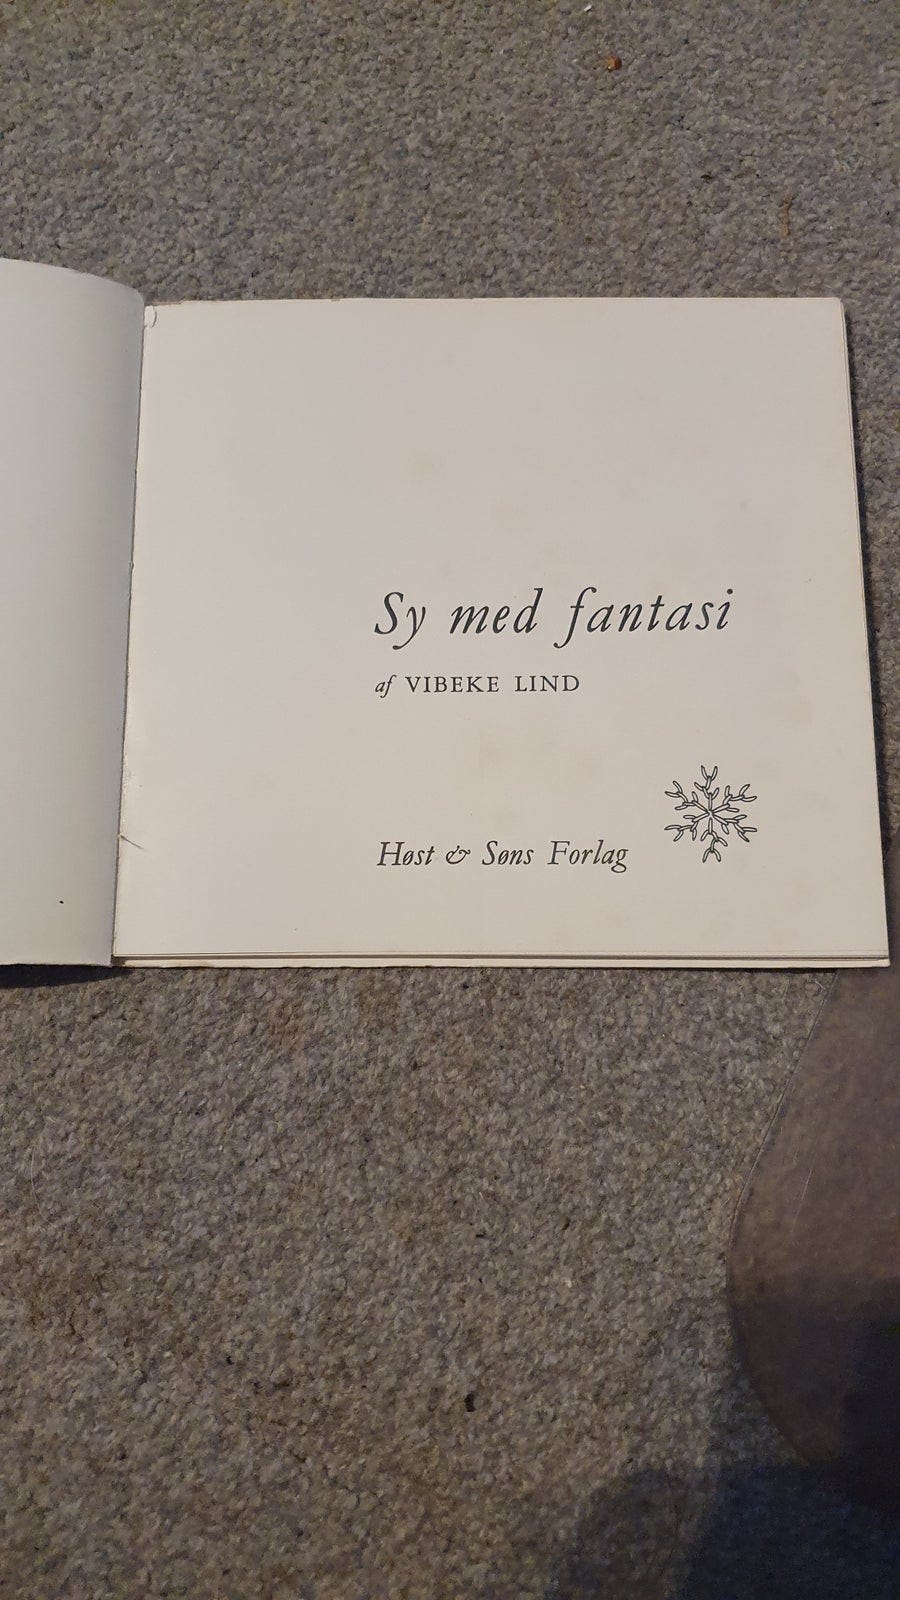 Sy med fantasi
af VIBEKE LIND
Høst & Søns Forlag